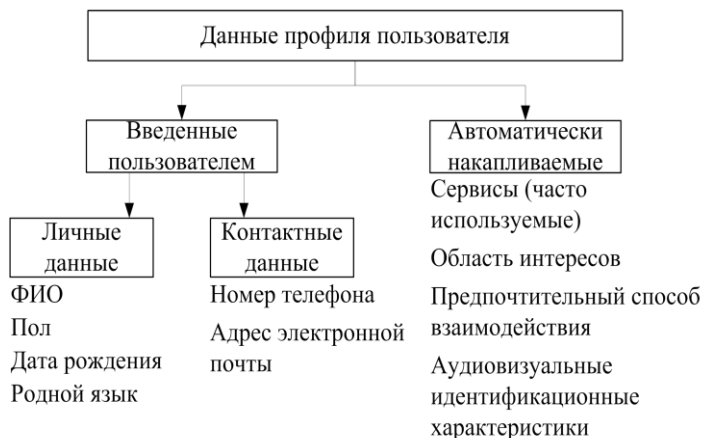 Данные профиля пользователя
Введенные
пользователем
Автоматически
накапливаемые
Личные
данные
ФИО
Пол
Дата рождения
Родной язык
Контактные
данные
Номер телефона
Адрес электронной
почты
Сервисы (часто
используемые)
Область интересов
Предпочтительный способ
взаимодействия
Аудиовизуальные
идентификационные
характеристики